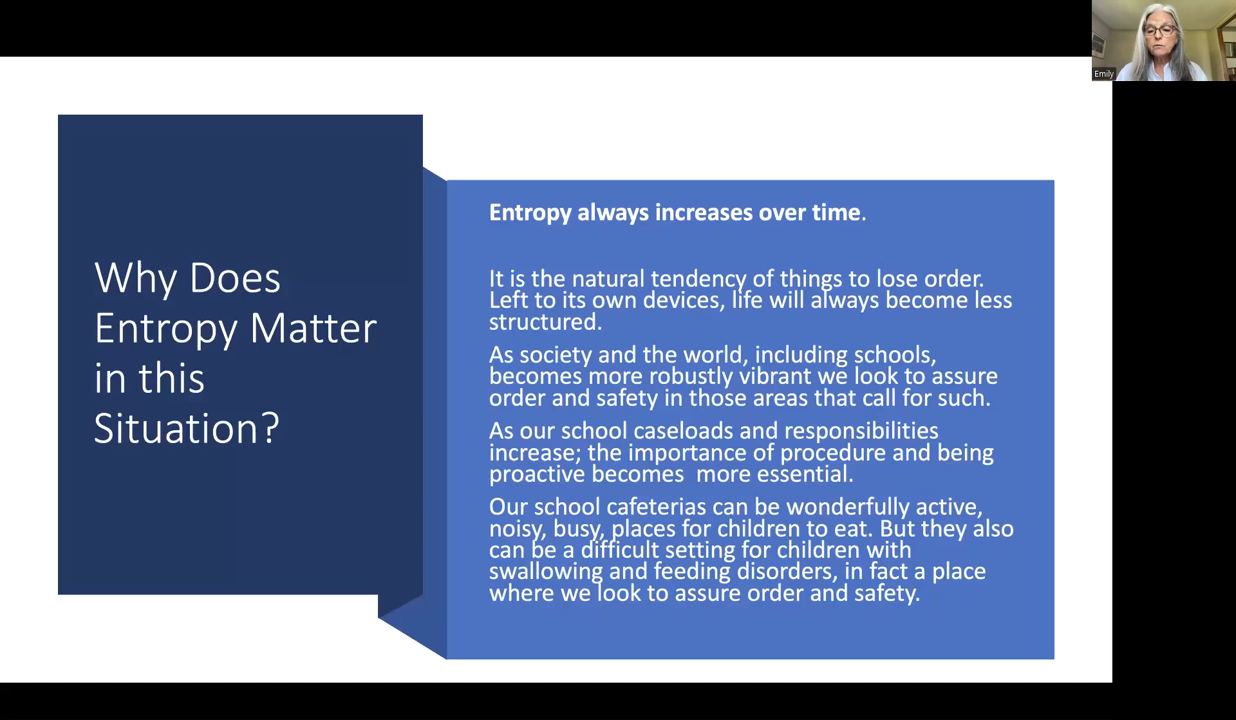 Emily
Why Does
Entropy Matter
in this
Situation?
Entropy always increases over time.
It is the natural tendency of things to lose order.
Left to its own devices, life will always become less
structured.
As society and the world, including schools,
becomes more robustly vibrant we look to assure
order and safety in those areas that call for such.
As our school caseloads and responsibilities
increase; the importance of procedure and being
proactive becomes  more essential.
Our school cafeterias can be wonderfully active,
noisy, busy, places for children to eat. But they also
can be a difficult setting for children with
swallowing and feeding disorders, in fact a place
where we look to assure order and safety.